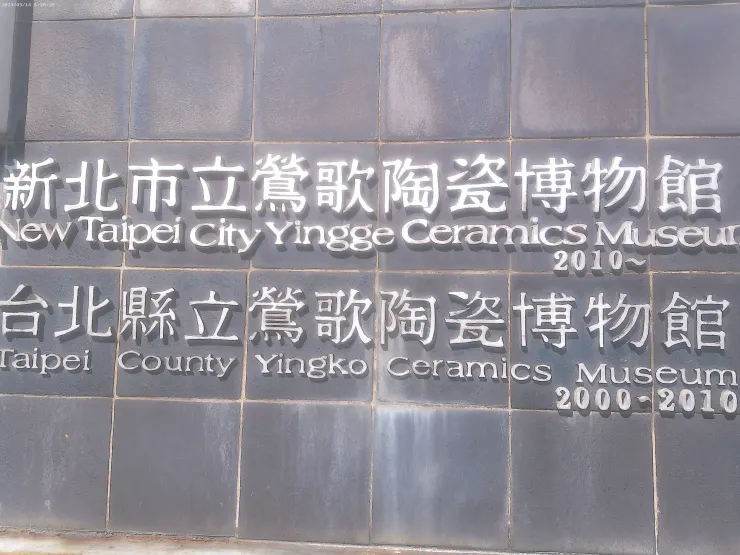 新北市立鶯歌陶瓷博物館
New Taipei City Yingge Ceramics Museum
2010~
台北縣立鶯歌陶瓷博物館
Taipei County Yingko Ceramics Museum
2000~2010